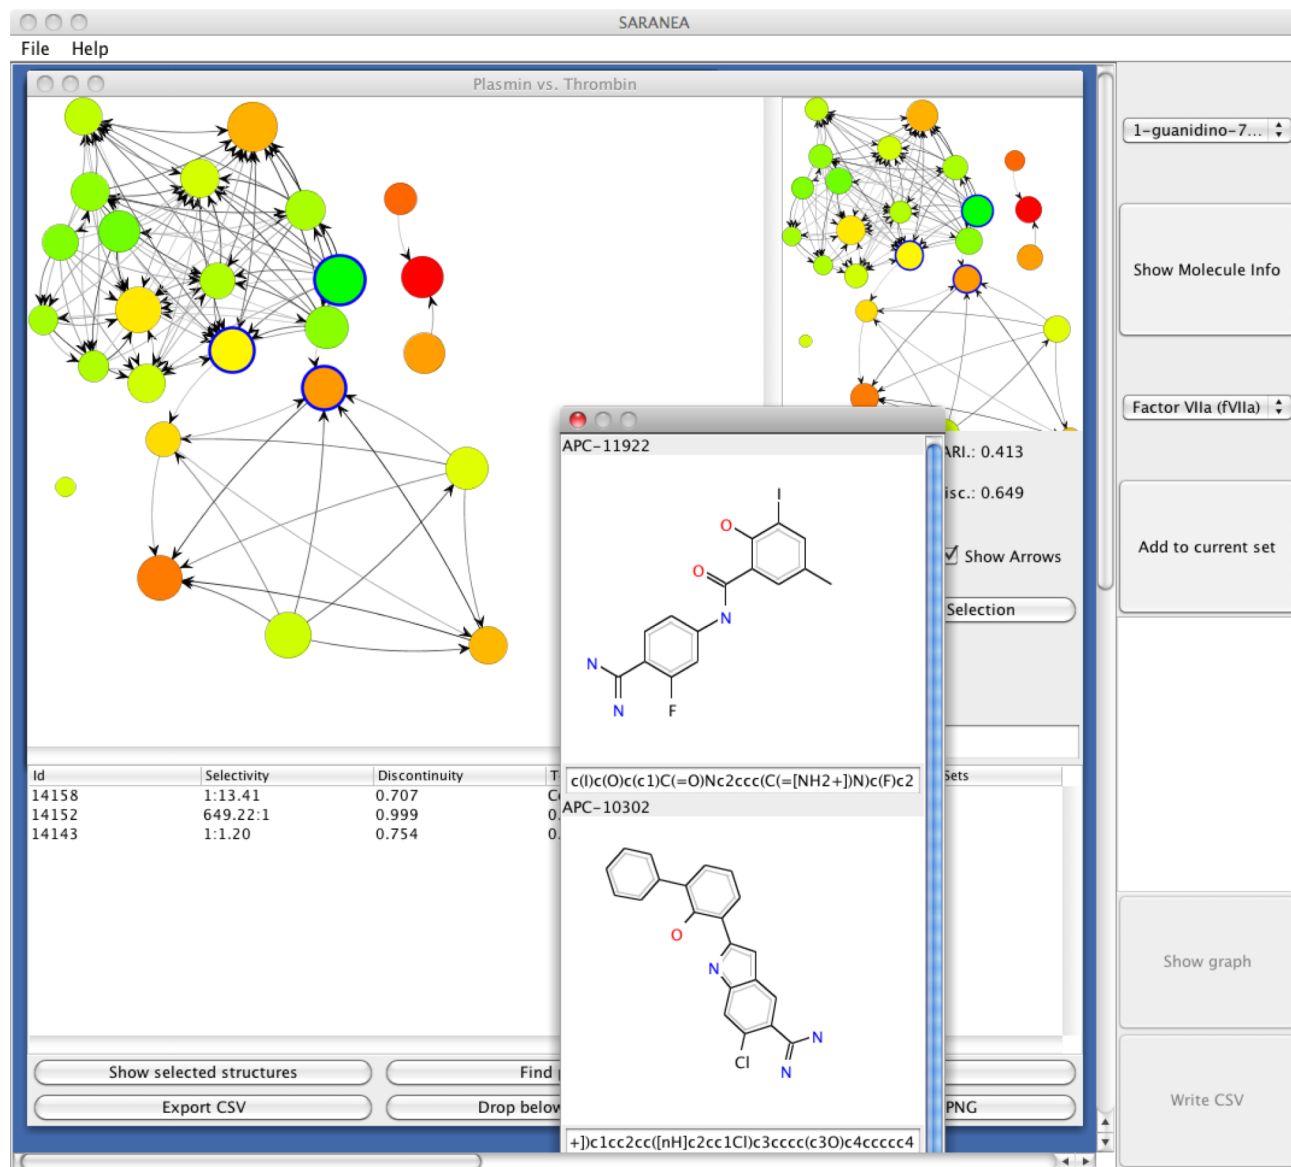 SARANEA
File Help
Plasmin vs. Thrombin
1-guanidino-7...
Show Molecule Info
Factor VIIa (fVIIa)
Add to current set
APC-11922
ARI.: 0.413
isc.: 0.649
Show Arrows
Selection
I
O
O
N
N
N
F
Id Selectivity Discontinuity T Sets
14158 1:13.41 0.707 C
14152 649.22:1 0.999 0.
14143 1:1.20 0.754 0.
c(I)c(O)c(c1)C(=O)Nc2ccc(C(=[NH2+])N)c(F)c2
APC-10302
O
N
Cl
N
N
Show graph
Write CSV
Show selected structures Find
Export CSV Drop below PNG
+])c1cc2cc([nH]c2cc1Cl)c3cccc(c3O)c4ccccc4